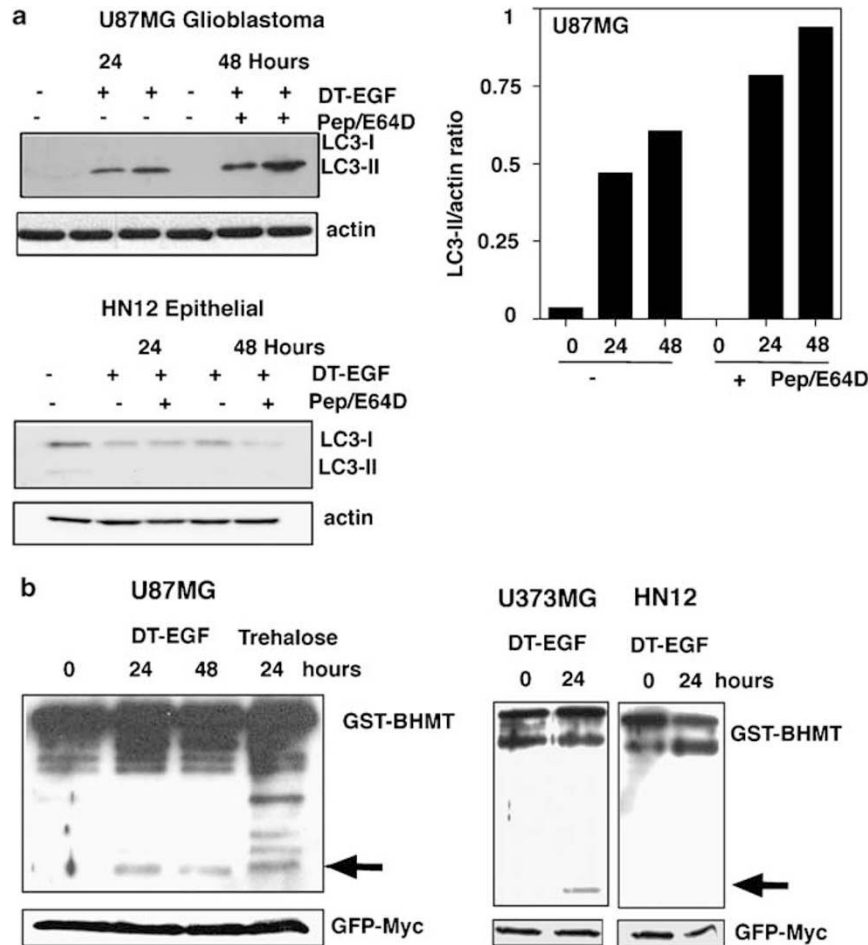 a
U87MG Glioblastoma
24 48 Hours
- + + - + + DT-EGF
- - - - + + Pep/E64D
LC3-I
LC3-II
actin
HN12 Epithelial
24 48 Hours
- + + + + DT-EGF
- - + - + Pep/E64D
LC3-I
LC3-II
actin
U87MG
LC3-II/actin ratio
1
0.75
0.5
0.25
0
0 24 48 0 24 48
- + Pep/E64D
b
U87MG
DT-EGF Trehalose
0 24 48 24 hours
GST-BHMT
GFP-Myc
U373MG HN12
DT-EGF DT-EGF
0 24 0 24 hours
GST-BHMT
GFP-Myc